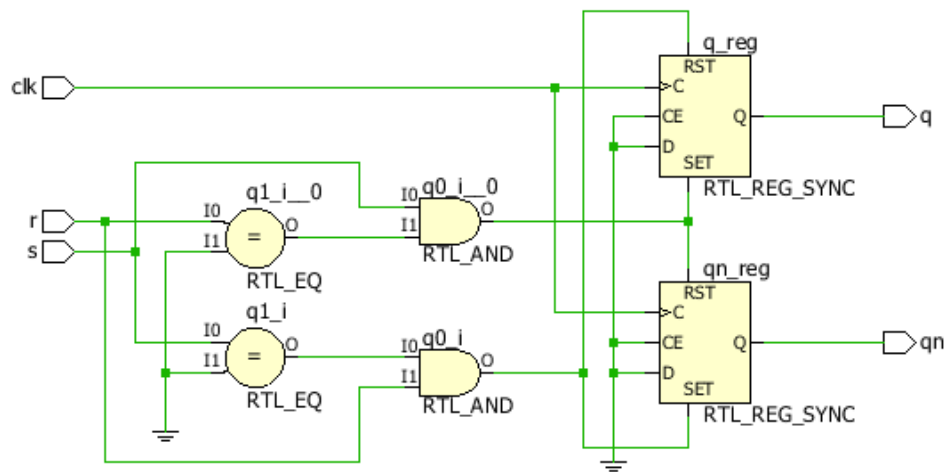 q_reg
RST
clk
C
CE
Q
q
D
SET
RTL_REG_SYNC
q1_i__0
q0_i__0
I0
O
r
I0
=
O
I1
RTL_AND
s
I1
RTL_EQ
qn_reg
RST
q1_i
q0_i
C
I0
=
O
I0
O
CE
Q
qn
I1
I1
D
RTL_EQ
RTL_AND
SET
RTL_REG_SYNC